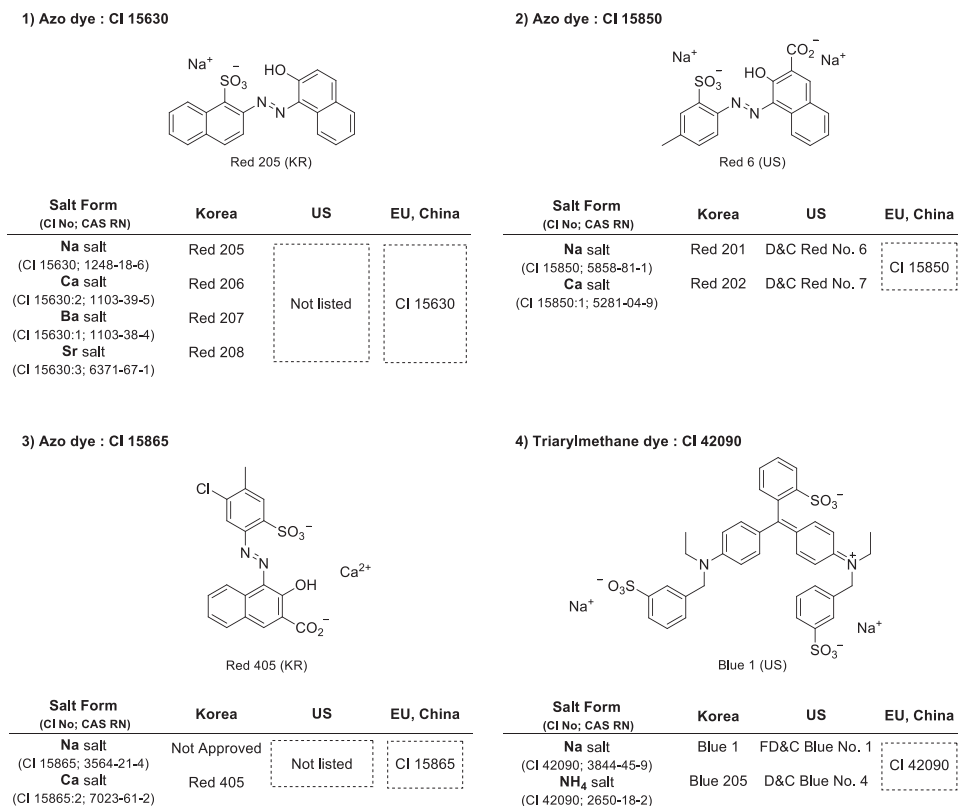 1) Azo dye : CI 15630
Na+
SO3−
HO
N
N
Red 205 (KR)
Salt Form
(CI No; CAS RN)
Korea
US
EU, China
Na salt
(CI 15630; 1248-18-6)
Red 205
Ca salt
(CI 15630:2; 1103-39-5)
Red 206
Ba salt
(CI 15630:1; 1103-38-4)
Red 207
Sr salt
(CI 15630:3; 6371-67-1)
Red 208
Not listed
CI 15630
2) Azo dye : CI 15850
Na+
SO3−
HO
CO2−
Na+
N
N
Red 6 (US)
Salt Form
(CI No; CAS RN)
Korea
US
EU, China
Na salt
(CI 15850; 5858-81-1)
Red 201
D&C Red No. 6
Ca salt
(CI 15850:1; 5281-04-9)
Red 202
D&C Red No. 7
CI 15850
3) Azo dye : CI 15865
Cl
SO3−
N
N
OH
Ca2+
CO2−
Red 405 (KR)
Salt Form
(CI No; CAS RN)
Korea
US
EU, China
Na salt
(CI 15865; 3564-21-4)
Not Approved
Ca salt
(CI 15865:2; 7023-61-2)
Red 405
Not listed
CI 15865
4) Triarylmethane dye : CI 42090
SO3−
N
N+
−O3S
Na+
Na+
SO3−
Blue 1 (US)
Salt Form
(CI No; CAS RN)
Korea
US
EU, China
Na salt
(CI 42090; 3844-45-9)
Blue 1
FD&C Blue No. 1
NH4 salt
(CI 42090; 2650-18-2)
Blue 205
D&C Blue No. 4
CI 42090